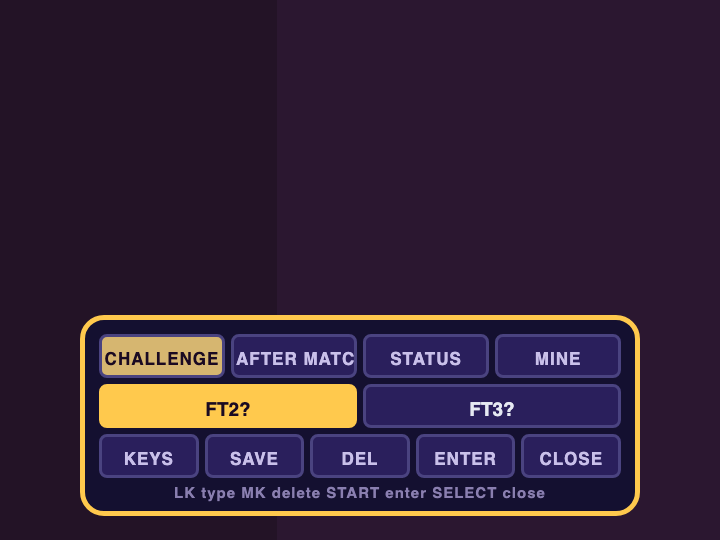 CHALLENGE AFTER MATC STATUS MINE
FT2? FT3?
KEYS SAVE DEL ENTER CLOSE
LK type MK delete START enter SELECT close